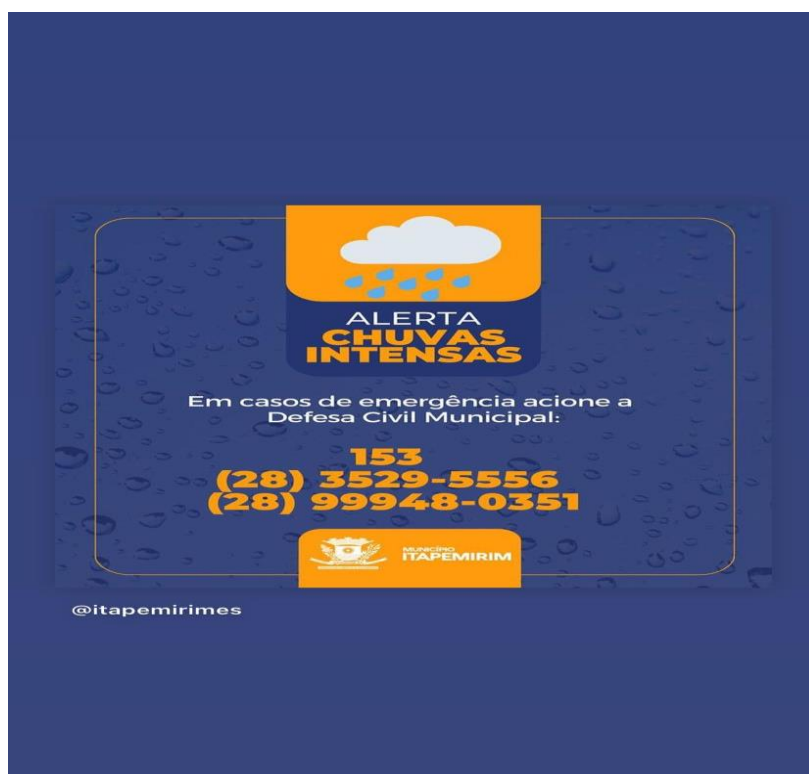 ALERTA
CHUVAS
INTENSAS
Em casos de emergência acione a
Defesa Civil Municipal:
153
(28) 3529-5556
(28) 99948-0351
MUNICÍPIO
ITAPEMIRIM
@itapemirimes